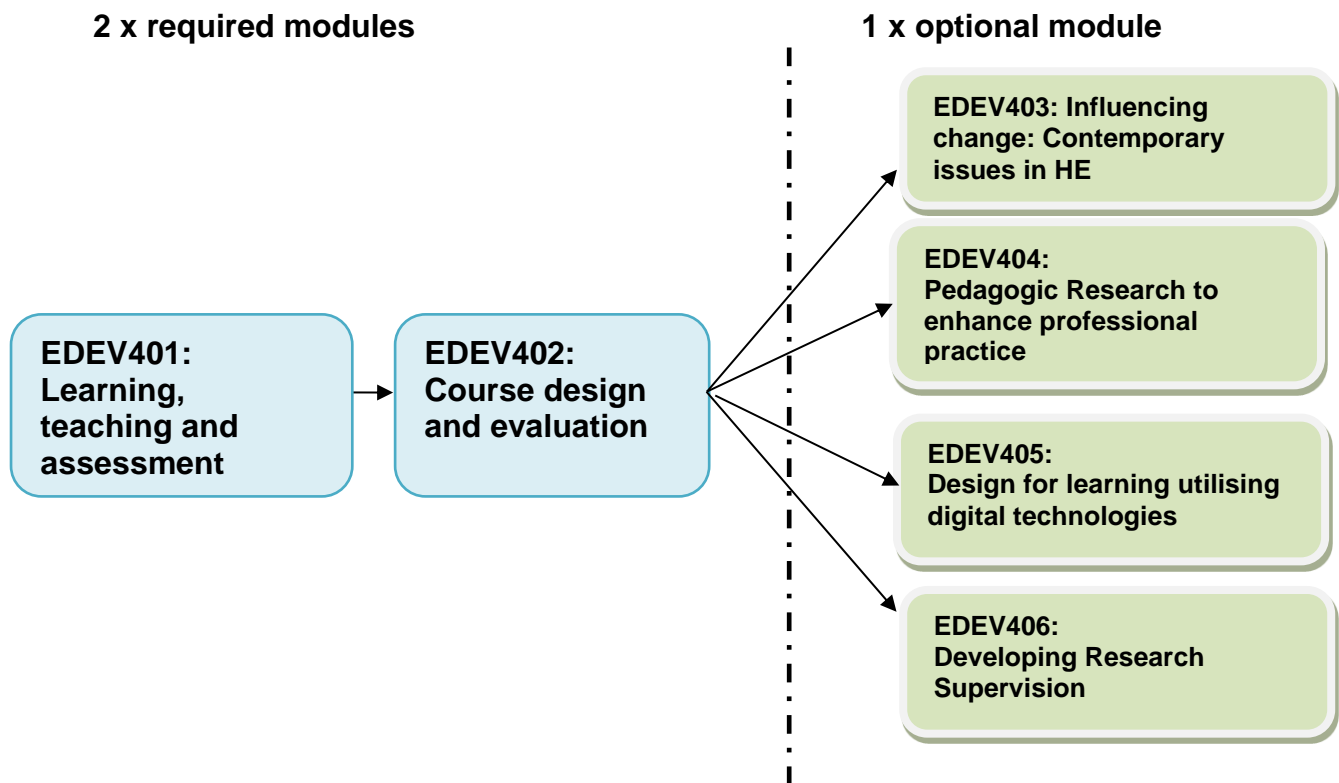 2 x required modules
1 x optional module
EDEV401:
Learning,
teaching and
assessment
EDEV402:
Course design
and evaluation
EDEV403: Influencing
change: Contemporary
issues in HE
EDEV404:
Pedagogic Research to
enhance professional
practice
EDEV405:
Design for learning utilising
digital technologies
EDEV406:
Developing Research
Supervision